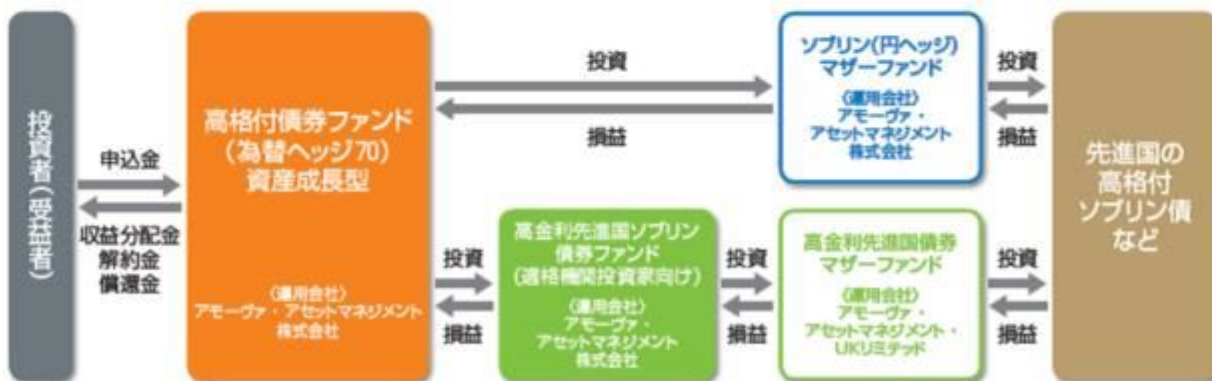 投資者(受益者)
申込金
収益分配金
解約金
償還金
高格付債券ファンド
(為替ヘッジ70)
資産成長型
〈運用会社〉
アモーヴァ・アセットマネジメント
株式会社
投資
損益
ソブリン(円ヘッジ)
マザーファンド
〈運用会社〉
アモーヴァ・
アセットマネジメント
株式会社
投資
損益
投資
損益
高金利先進国ソブリン
債券ファンド
(適格機関投資家向け)
〈運用会社〉
アモーヴァ・
アセットマネジメント
株式会社
投資
損益
高金利先進国債券
マザーファンド
〈運用会社〉
アモーヴァ・
アセットマネジメント・
UKリミテッド
投資
損益
先進国の
高格付
ソブリン債
など